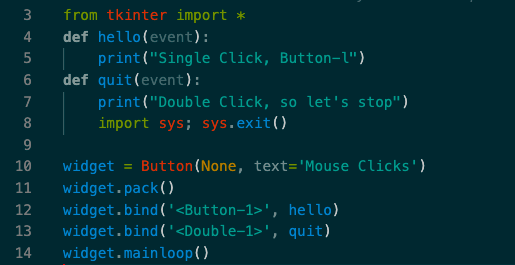 3 from tkinter import *
4 def hello(event):
5     print("Single Click, Button-l")
6 def quit(event):
7     print("Double Click, so let's stop")
8     import sys; sys.exit()
9
10 widget = Button(None, text='Mouse Clicks')
11 widget.pack()
12 widget.bind('<Button-1>', hello)
13 widget.bind('<Double-1>', quit)
14 widget.mainloop()